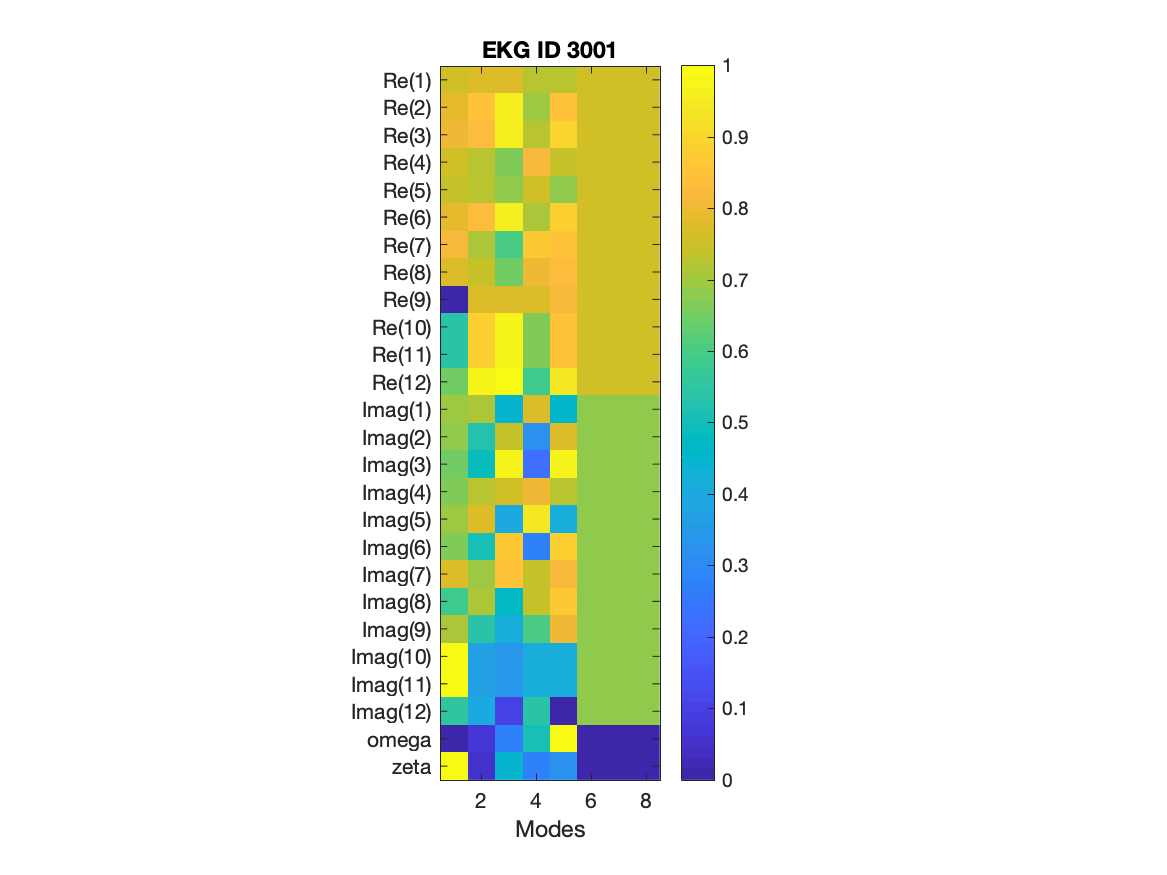 EKG ID 3001
Re(1)
Re(2)
Re(3)
Re(4)
Re(5)
Re(6)
Re(7)
Re(8)
Re(9)
Re(10)
Re(11)
Re(12)
Imag(1)
Imag(2)
Imag(3)
Imag(4)
Imag(5)
Imag(6)
Imag(7)
Imag(8)
Imag(9)
Imag(10)
Imag(11)
Imag(12)
omega
zeta
2 4 6 8
Modes
1
0.9
0.8
0.7
0.6
0.5
0.4
0.3
0.2
0.1
0